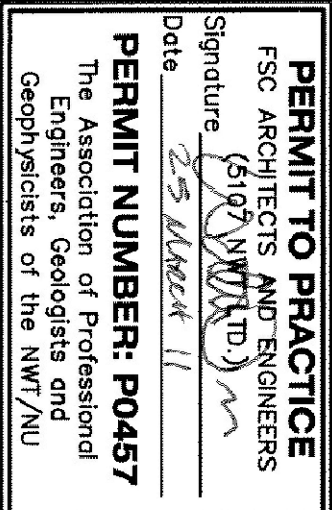 PERMIT TO PRACTICE
FSC ARCHITECTS AND ENGINEERS
(5107 NWT LTD.)
Signature
Date 25 March 11
PERMIT NUMBER: P0457
The Association of Professional
Engineers, Geologists and
Geophysicists of the NWT/NU